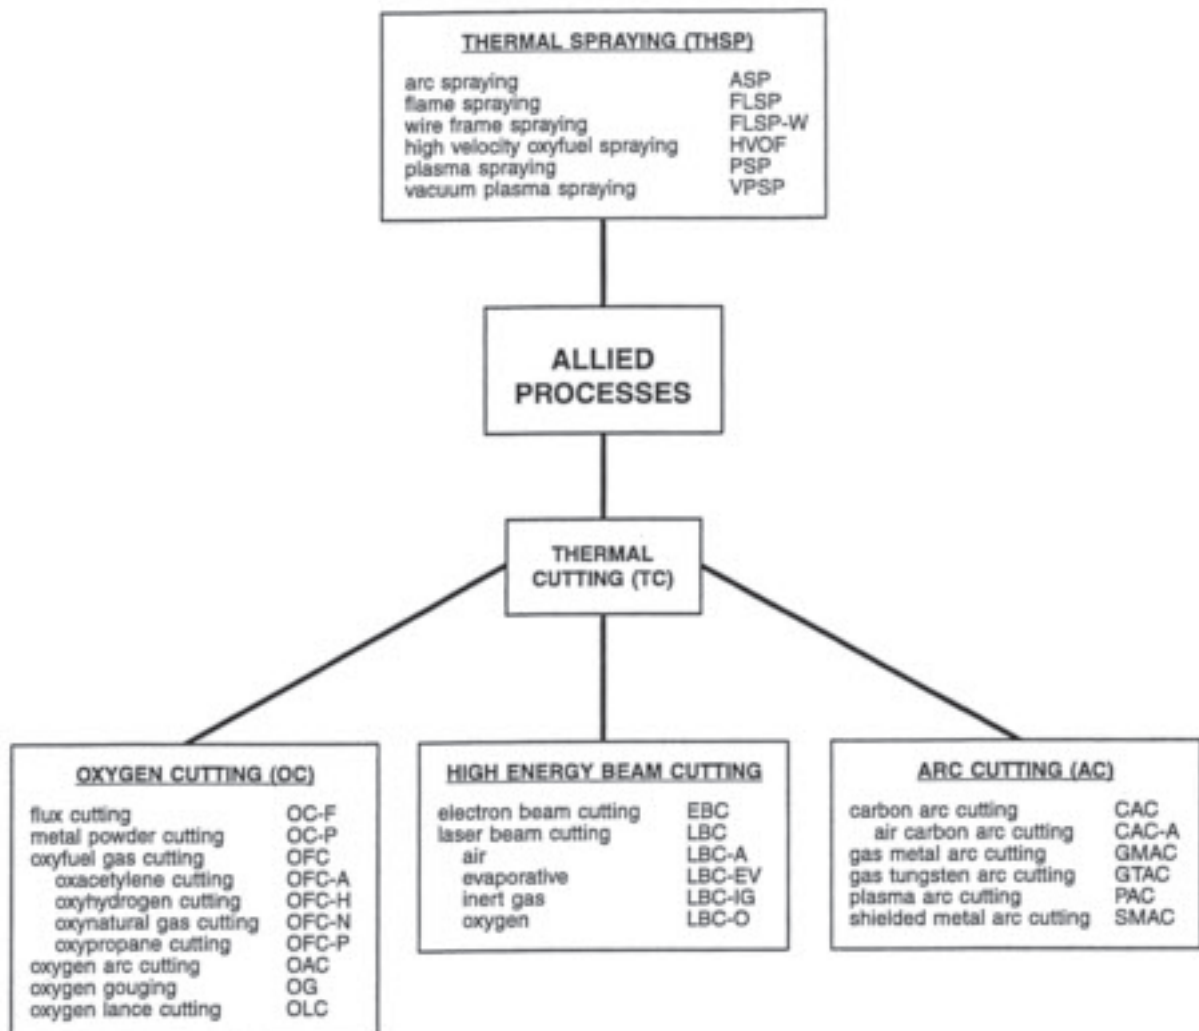 THERMAL SPRAYING (THSP)
arc spraying ASP
flame spraying FLSP
wire frame spraying FLSP-W
high velocity oxyfuel spraying HVOF
plasma spraying PSP
vacuum plasma spraying VPSP
ALLIED
PROCESSES
THERMAL
CUTTING (TC)
OXYGEN CUTTING (OC)
flux cutting OC-F
metal powder cutting OC-P
oxyfuel gas cutting OFC
oxacetylene cutting OFC-A
oxyhydrogen cutting OFC-H
oxynatural gas cutting OFC-N
oxypropane cutting OFC-P
oxygen arc cutting OAC
oxygen gouging OG
oxygen lance cutting OLC
HIGH ENERGY BEAM CUTTING
electron beam cutting EBC
laser beam cutting LBC
air LBC-A
evaporative LBC-EV
inert gas LBC-IG
oxygen LBC-O
ARC CUTTING (AC)
carbon arc cutting CAC
air carbon arc cutting CAC-A
gas metal arc cutting GMAC
gas tungsten arc cutting GTAC
plasma arc cutting PAC
shielded metal arc cutting SMAC